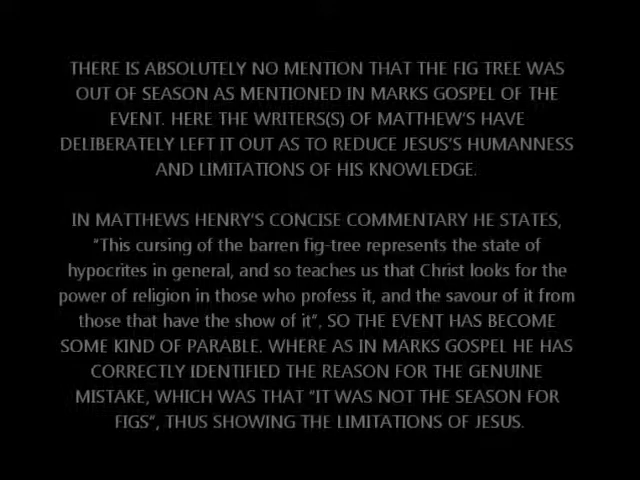 THERE IS ABSOLUTELY NO MENTION THAT THE FIG TREE WAS
OUT OF SEASON AS MENTIONED IN MARKS GOSPEL OF THE
EVENT. HERE THE WRITERS(S) OF MATTHEW'S HAVE
DELIBERATELY LEFT IT OUT AS TO REDUCE JESUS'S HUMANNESS
AND LIMITATIONS OF HIS KNOWLEDGE.
IN MATTHEWS HENRY'S CONCISE COMMENTARY HE STATES,
"This cursing of the barren fig-tree represents the state of
hypocrites in general, and so teaches us that Christ looks for the
power of religion in those who profess it, and the savour of it from
those that have the show of it", SO THE EVENT HAS BECOME
SOME KIND OF PARABLE. WHERE AS IN MARKS GOSPEL HE HAS
CORRECTLY IDENTIFIED THE REASON FOR THE GENUINE
MISTAKE, WHICH WAS THAT "IT WAS NOT THE SEASON FOR
FIGS", THUS SHOWING THE LIMITATIONS OF JESUS.